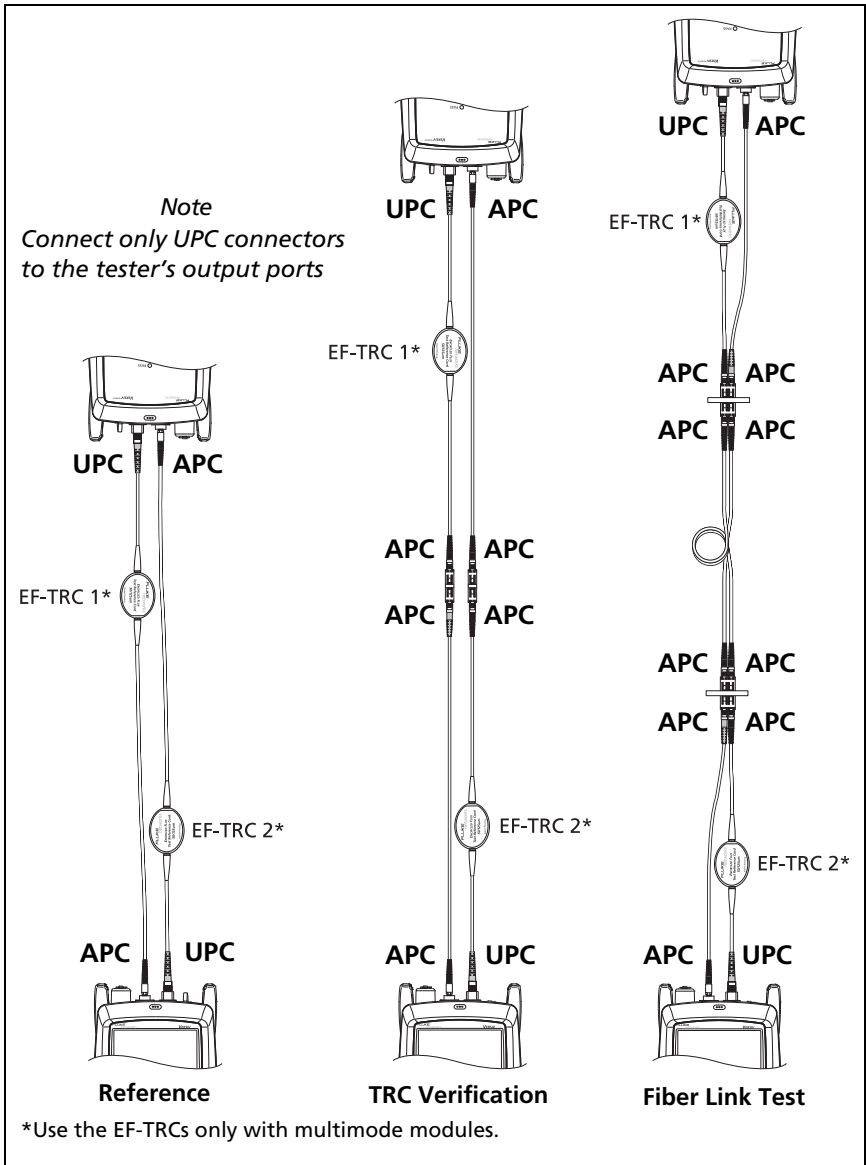 UPC APC
EF-TRC 1*
UPC APC
Note
Connect only UPC connectors
to the tester's output ports
EF-TRC 1*
APC APC
APC APC
UPC APC
EF-TRC 1*
APC APC
APC APC
APC APC
APC APC
EF-TRC 2*
EF-TRC 2*
EF-TRC 2*
APC UPC
APC UPC
APC UPC
Reference
TRC Verification
Fiber Link Test
*Use the EF-TRCs only with multimode modules.